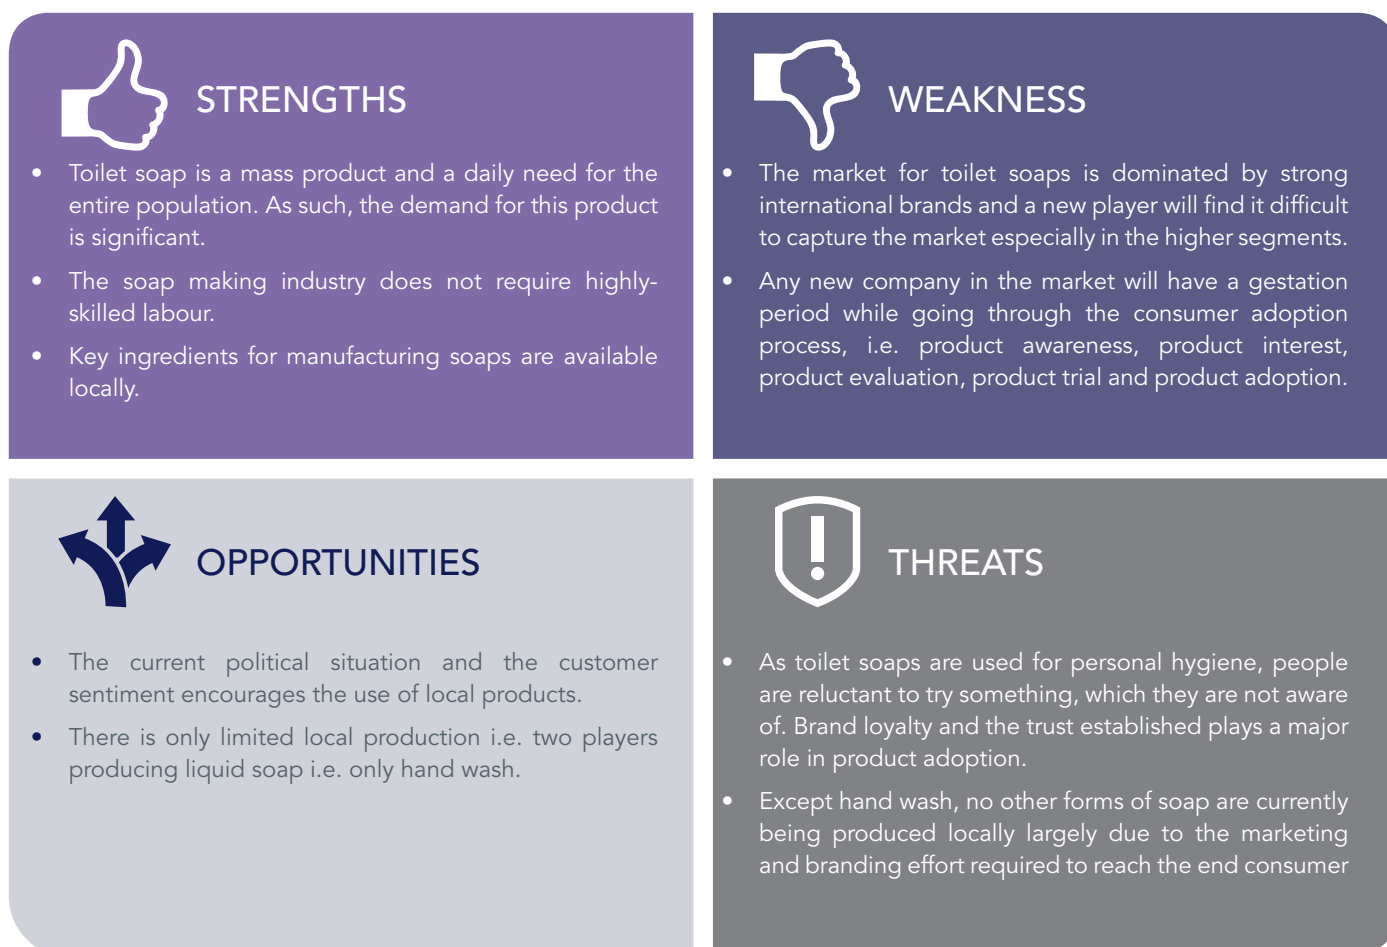 STRENGTHS
• Toilet soap is a mass product and a daily need for the
entire population. As such, the demand for this product
is significant.
• The soap making industry does not require highly-
skilled labour.
• Key ingredients for manufacturing soaps are available
locally.
WEAKNESS
• The market for toilet soaps is dominated by strong
international brands and a new player will find it difficult
to capture the market especially in the higher segments.
• Any new company in the market will have a gestation
period while going through the consumer adoption
process, i.e. product awareness, product interest,
product evaluation, product trial and product adoption.
OPPORTUNITIES
• The current political situation and the customer
sentiment encourages the use of local products.
• There is only limited local production i.e. two players
producing liquid soap i.e. only hand wash.
THREATS
• As toilet soaps are used for personal hygiene, people
are reluctant to try something, which they are not aware
of. Brand loyalty and the trust established plays a major
role in product adoption.
• Except hand wash, no other forms of soap are currently
being produced locally largely due to the marketing
and branding effort required to reach the end consumer